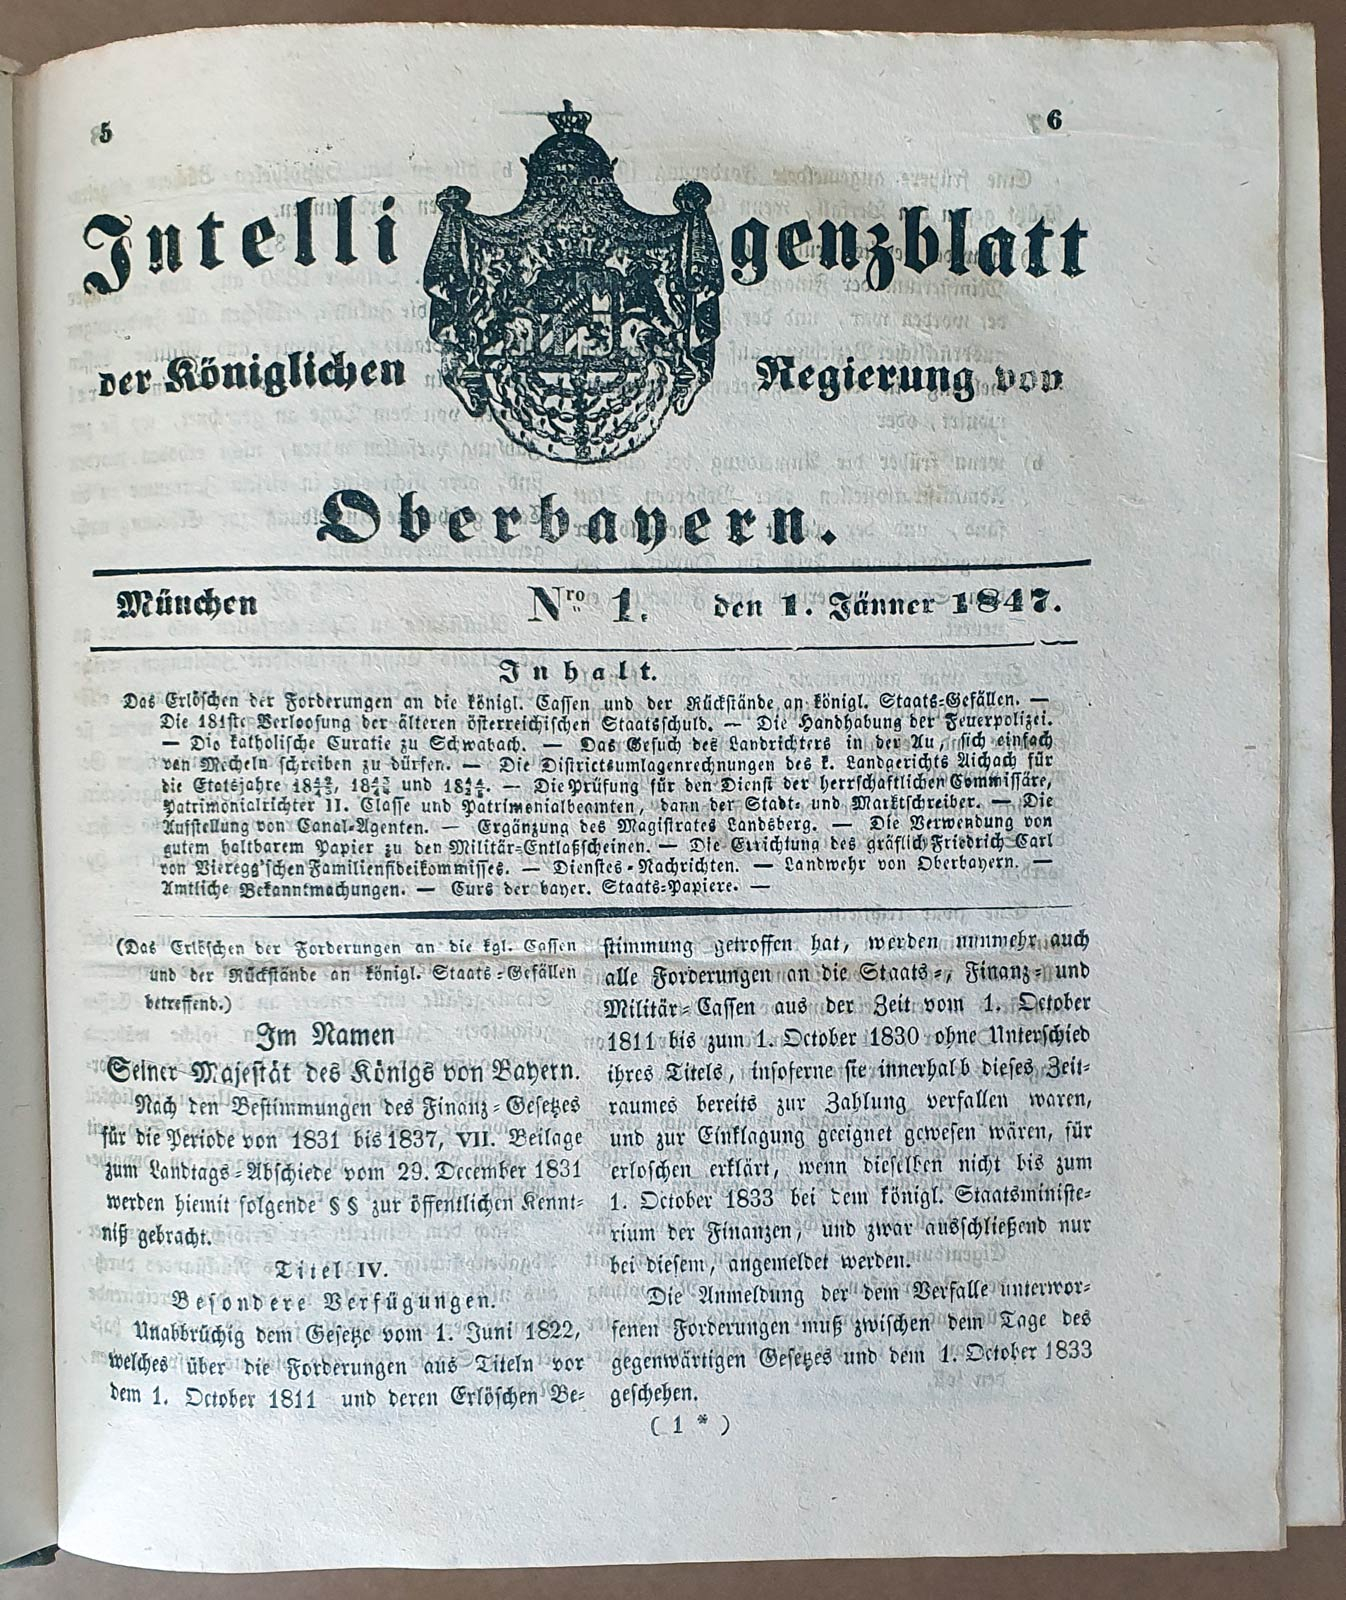 5
6
Intelligenzblatt
der Königlichen Regierung von
Oberbayern.
München Nro 1. den 1. Jänner 1847.
Inhalt.
Das Erlöschen der Forderungen an die königl. Cassen und der Rückstände an königl. Staats-Gefällen. —
Die 181ste Verloosung der älteren österreichischen Staatsschuld. — Die Handhabung der Feuerpolizei.
— Die katholische Curatie zu Schwabach. — Das Gesuch des Landrichters in der Au, sich einfach
von Mecheln schreiben zu dürfen. — Die Districtsumlagenrechnungen des k. Landgerichts Aichach für
die Etatsjahre 18 42/43, 18 43/44 und 18 44/45. — Die Prüfung für den Dienst der herrschaftlichen Commissäre,
Patrimonialrichter II. Classe und Patrimonialbeamten, dann der Stadt- und Marktschreiber. — Die
Aufstellung von Canal-Agenten. — Ergänzung des Magistrates Landsberg. — Die Verwendung von
gutem haltbarem Papier zu den Militär-Entlaßscheinen. — Die Errichtung des gräflich Friedrich Carl
von Vieregg'schen Familienfideikommisses. — Dienstes-Nachrichten. — Landwehr von Oberbayern. —
Amtliche Bekanntmachungen. — Curs der bayer. Staats-Papiere. —
(Das Erlöschen der Forderungen an die kgl. Cassen
und der Rückstände an königl. Staats-Gefällen
betreffend.)
Im Namen
Seiner Majestät des Königs von Bayern.
Nach den Bestimmungen des Finanz-Gesetzes
für die Periode von 1831 bis 1837, VII. Beilage
zum Landtags-Abschiede vom 29. December 1831
werden hiemit folgende §§ zur öffentlichen Kennt-
niß gebracht.
Titel IV.
Besondere Verfügungen.
Unabbrüchig dem Gesetze vom 1. Juni 1822,
welches über die Forderungen aus Titeln vor
dem 1. October 1811 und deren Erlöschen Be-
stimmung getroffen hat, werden nunmehr auch
alle Forderungen an die Staats-, Finanz- und
Militär-Cassen aus der Zeit vom 1. October
1811 bis zum 1. October 1830 ohne Unterschied
ihres Titels, insoferne sie innerhalb dieses Zeit-
raumes bereits zur Zahlung verfallen waren,
und zur Einklagung geeignet gewesen wären, für
erloschen erklärt, wenn dieselben nicht bis zum
1. October 1833 bei dem königl. Staatsministe-
rium der Finanzen, und zwar ausschließend nur
bei diesem, angemeldet werden.
Die Anmeldung der dem Verfalle unterwor-
fenen Forderungen muß zwischen dem Tage des
gegenwärtigen Gesetzes und dem 1. October 1833
geschehen.
(1*)